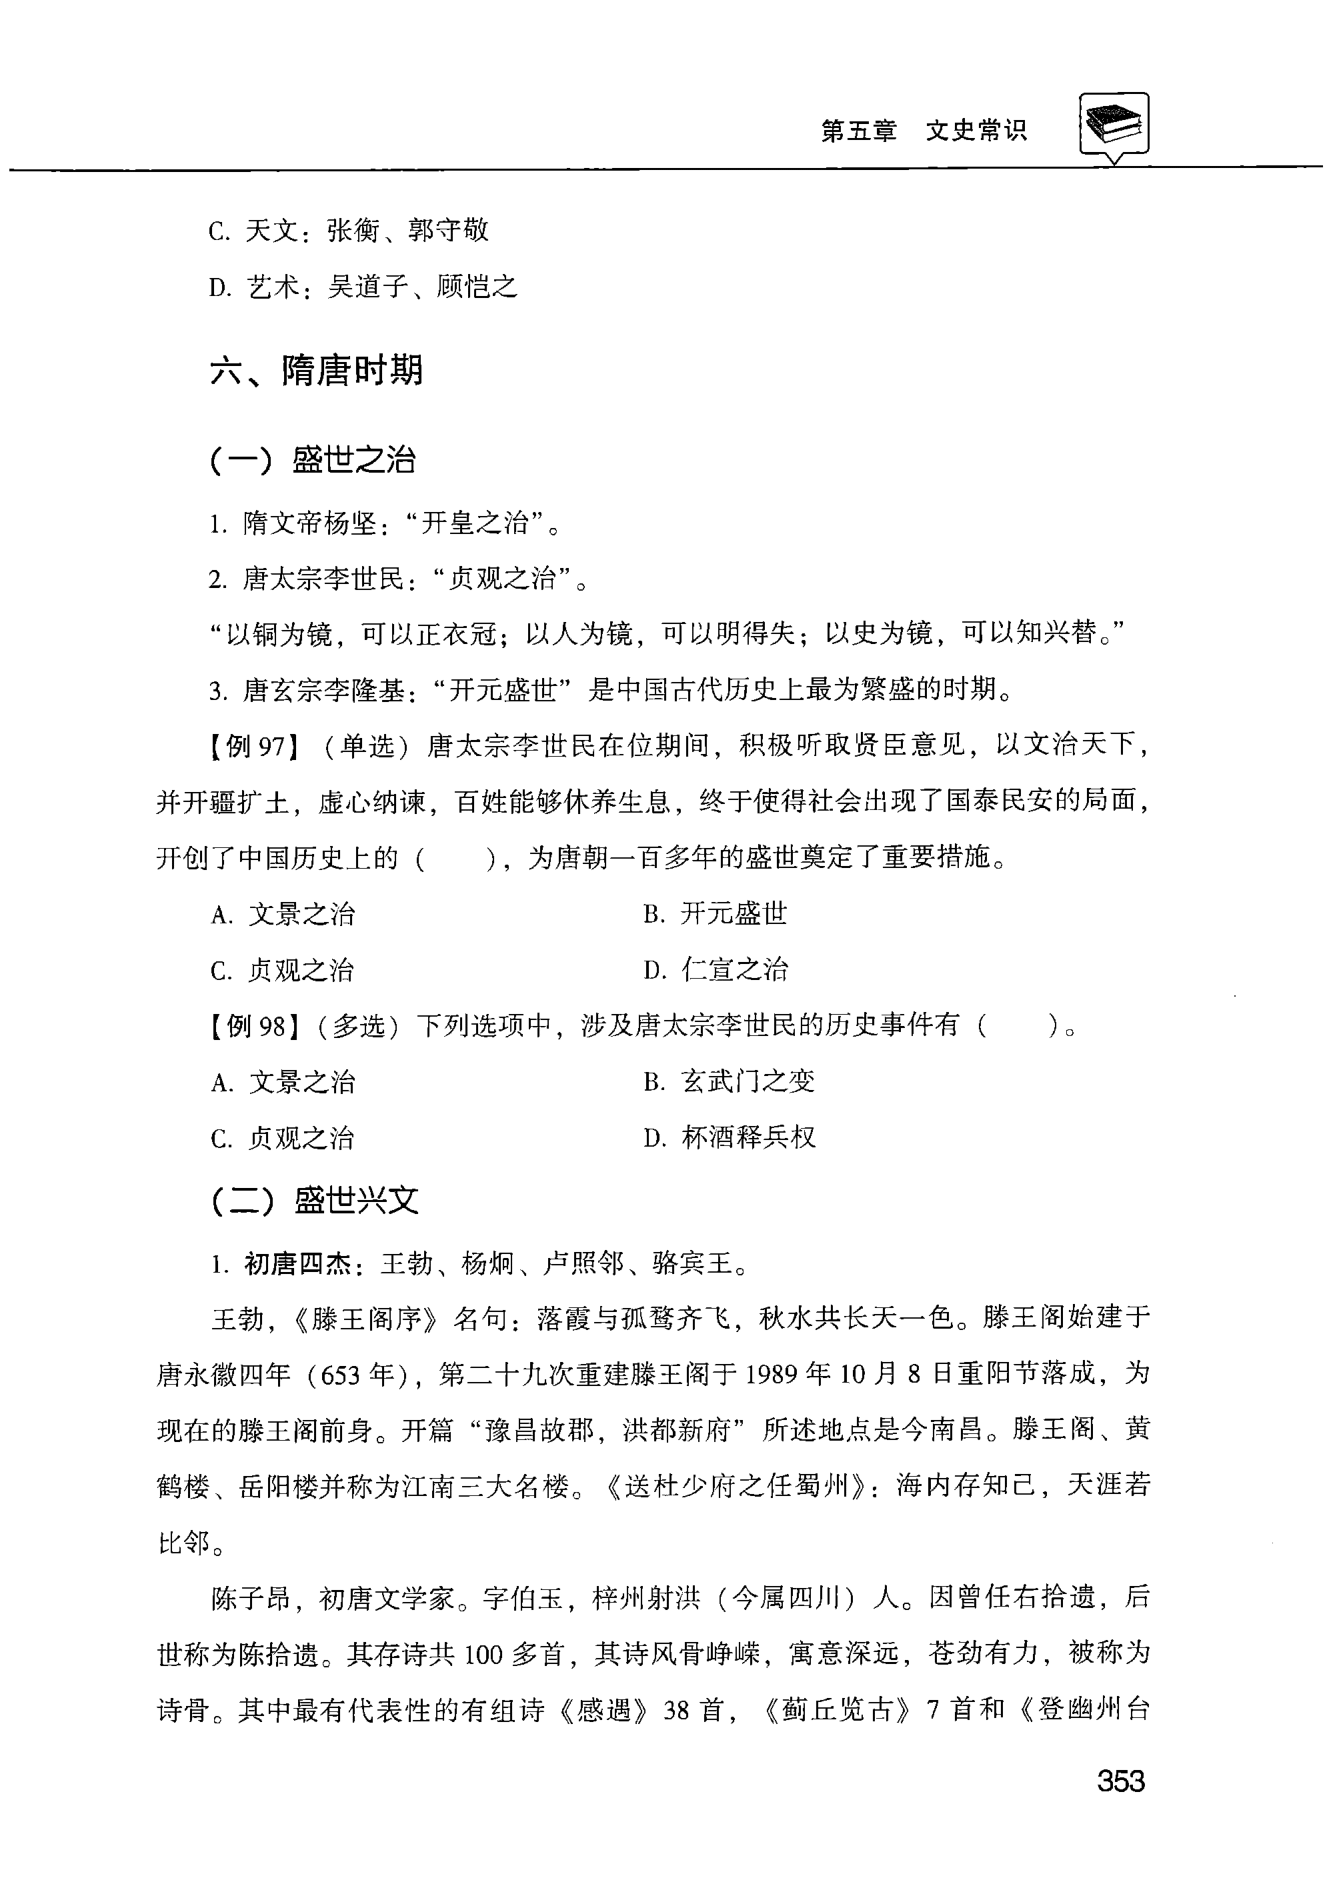 第五章 文史常识
C. 天文：张衡、郭守敬
D. 艺术：吴道子、顾恺之
六、隋唐时期
（一）盛世之治
1. 隋文帝杨坚：“开皇之治”。
2. 唐太宗李世民：“贞观之治”。
“以铜为镜，可以正衣冠；以人为镜，可以明得失；以史为镜，可以知兴替。”
3. 唐玄宗李隆基：“开元盛世” 是中国古代历史上最为繁盛的时期。
【例 97】（单选）唐太宗李世民在位期间，积极听取贤臣意见，以文治天下，
并开疆扩土，虚心纳谏，百姓能够休养生息，终于使得社会出现了国泰民安的局面，
开创了中国历史上的（　　），为唐朝一百多年的盛世奠定了重要措施。
A. 文景之治 B. 开元盛世
C. 贞观之治 D. 仁宣之治
【例 98】（多选）下列选项中，涉及唐太宗李世民的历史事件有（　　）。
A. 文景之治 B. 玄武门之变
C. 贞观之治 D. 杯酒释兵权
（二）盛世兴文
1. 初唐四杰：王勃、杨炯、卢照邻、骆宾王。
王勃，《滕王阁序》名句：落霞与孤鹜齐飞，秋水共长天一色。滕王阁始建于
唐永徽四年（653 年），第二十九次重建滕王阁于 1989 年 10 月 8 日重阳节落成，为
现在的滕王阁前身。开篇“豫章故郡，洪都新府”所述地点是今南昌。滕王阁、黄
鹤楼、岳阳楼并称为江南三大名楼。《送杜少府之任蜀州》：海内存知己，天涯若
比邻。
陈子昂，初唐文学家。字伯玉，梓州射洪（今属四川）人。因曾任右拾遗，后
世称为陈拾遗。其存诗共 100 多首，其诗风骨峥嵘，寓意深远，苍劲有力，被称为
诗骨。其中最有代表性的有组诗《感遇》38 首，《蓟丘览古》7 首和《登幽州台
353